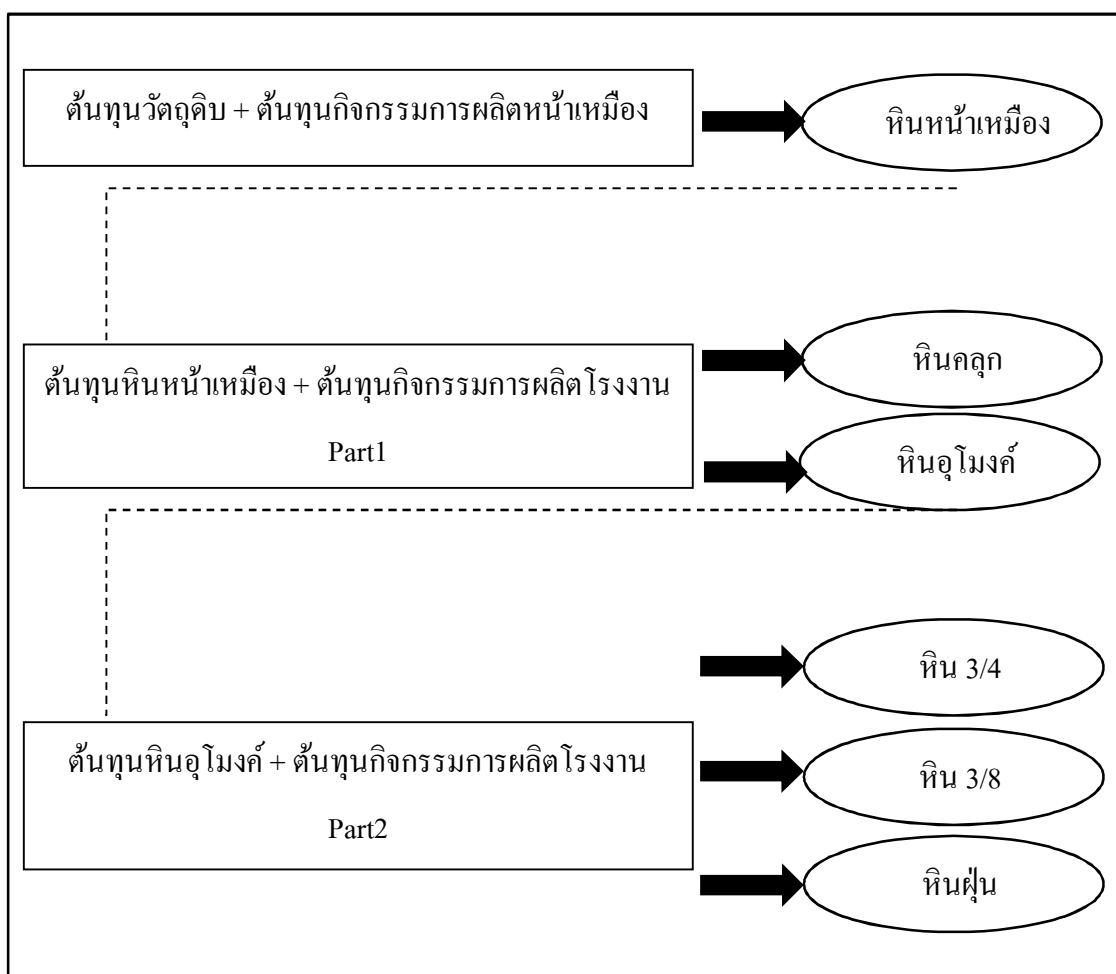 ต้นทุนวัตถุดิบ + ต้นทุนกิจกรรมการผลิตหน้าเหมือง
หินหน้าเหมือง
ต้นทุนหินหน้าเหมือง + ต้นทุนกิจกรรมการผลิตโรงงาน
Part1
หินคลุก
หินอุโมงค์
ต้นทุนหินอุโมงค์ + ต้นทุนกิจกรรมการผลิตโรงงาน
Part2
หิน 3/4
หิน 3/8
หินฝุ่น